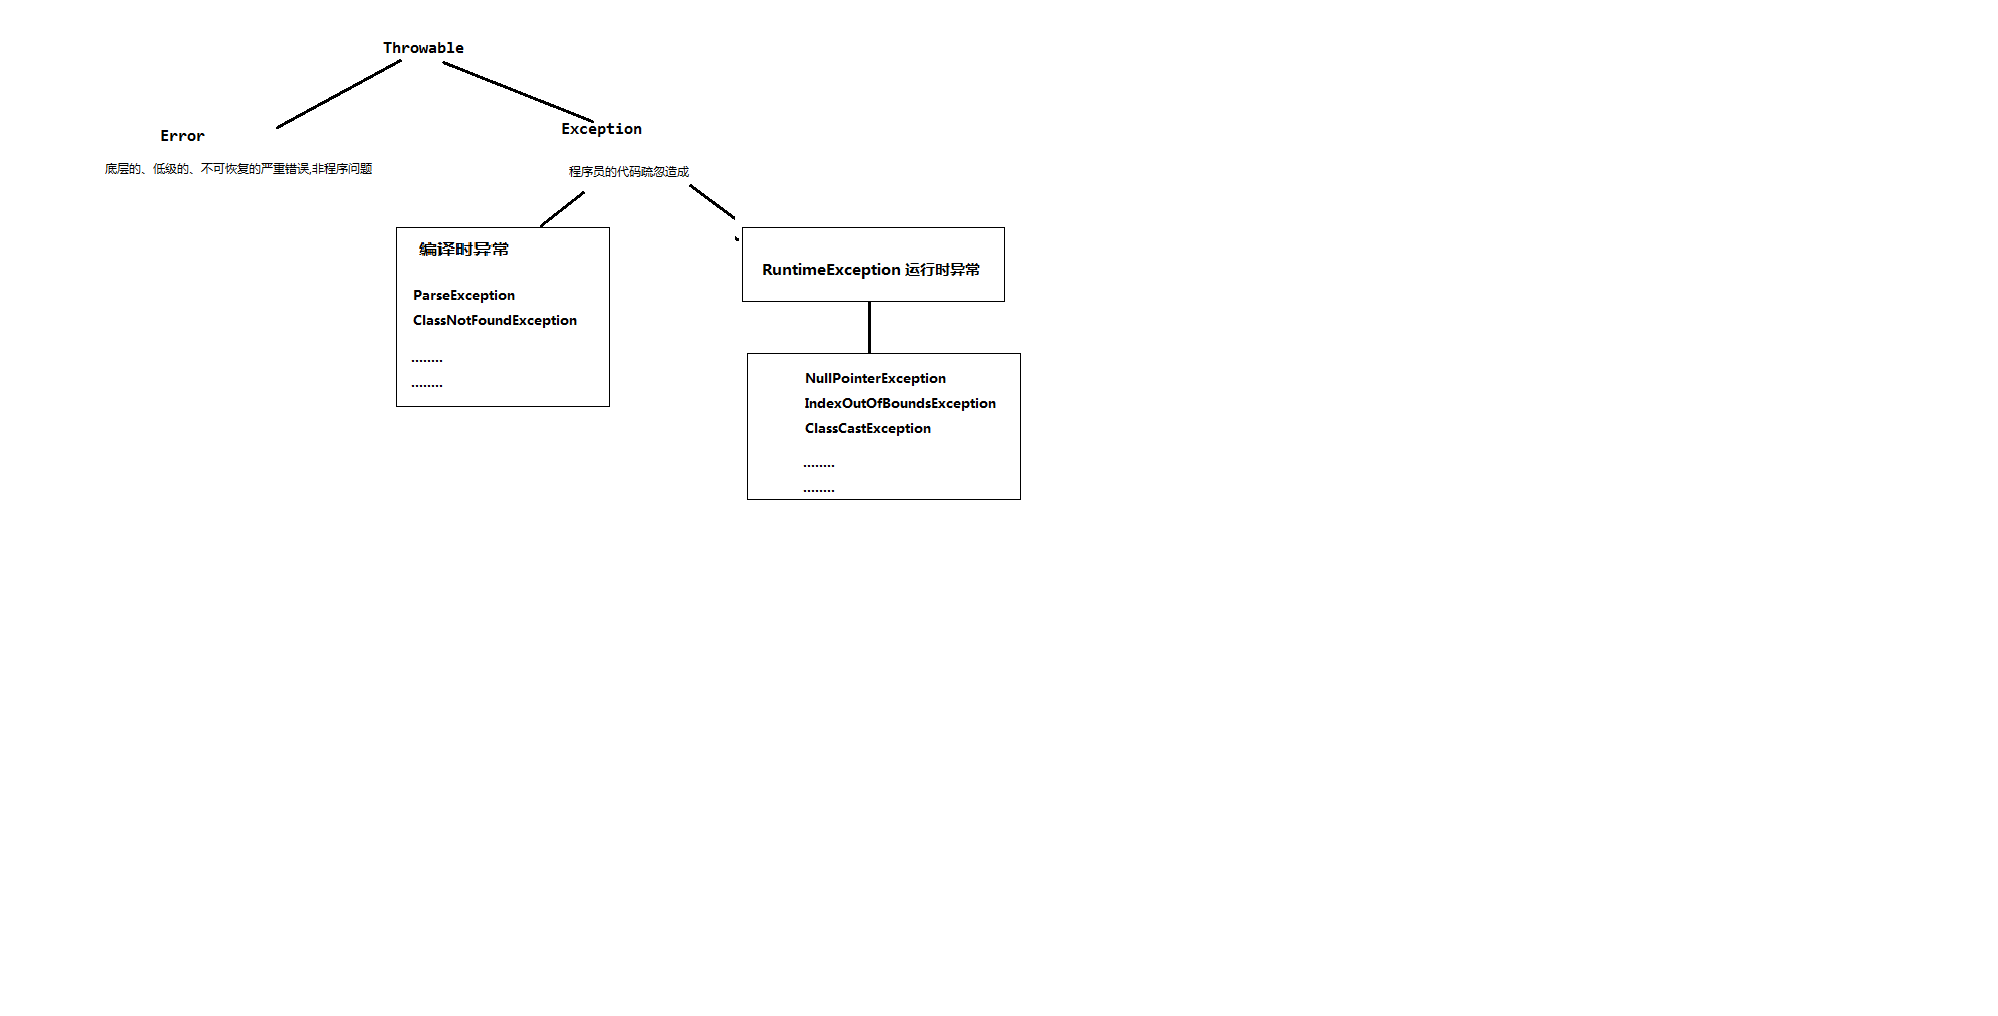 Throwable
Error
Exception
底层的、低级的、不可恢复的严重错误,非程序问题
程序员的代码疏忽造成
编译时异常
ParseException
ClassNotFoundException
........
........
RuntimeException 运行时异常
NullPointerException
IndexOutOfBoundsException
ClassCastException
........
........